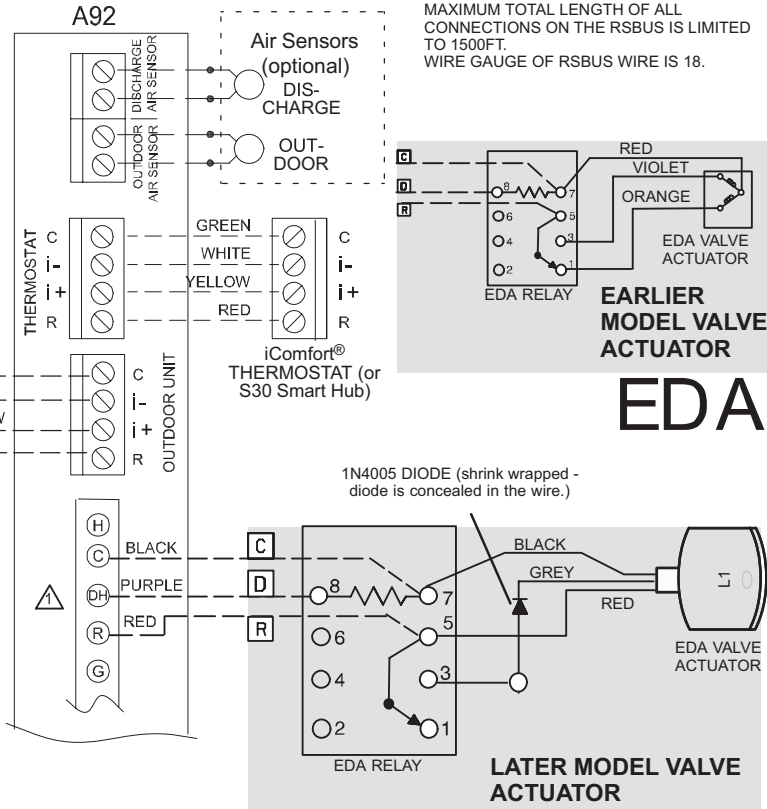 A92
MAXIMUM TOTAL LENGTH OF ALL
CONNECTIONS ON THE RSBUS IS LIMITED
TO 1500FT.
WIRE GAUGE OF RSBUS WIRE IS 18.
DISCHARGE
AIR SENSOR
OUTDOOR
AIR SENSOR
Air Sensors
(optional)
DIS-
CHARGE
OUT-
DOOR
THERMOSTAT
C
i-
i+
R
GREEN
WHITE
YELLOW
RED
C
i-
i+
R
iComfort®
THERMOSTAT (or
S30 Smart Hub)
C
i-
i+
R
OUTDOOR UNIT
C
D
R
8
7
6
5
4
3
2
1
EDA RELAY
RED
VIOLET
ORANGE
EDA VALVE
ACTUATOR
EARLIER
MODEL VALVE
ACTUATOR
EDA
1N4005 DIODE (shrink wrapped -
diode is concealed in the wire.)
H
C
DH
R
G
1
BLACK
PURPLE
RED
C
D
R
8
7
6
5
4
3
2
1
EDA RELAY
BLACK
GREY
RED
L1
EDA VALVE
ACTUATOR
LATER MODEL VALVE
ACTUATOR